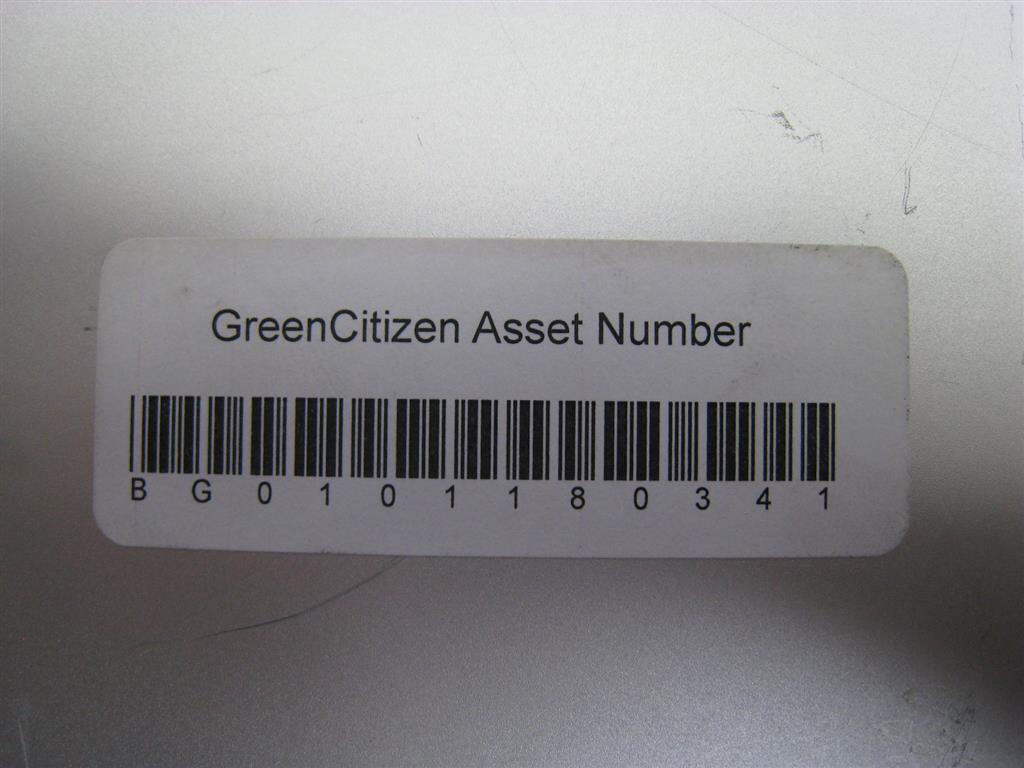 GreenCitizen Asset Number
B G 0 1 0 1 1 8 0 3 4 1